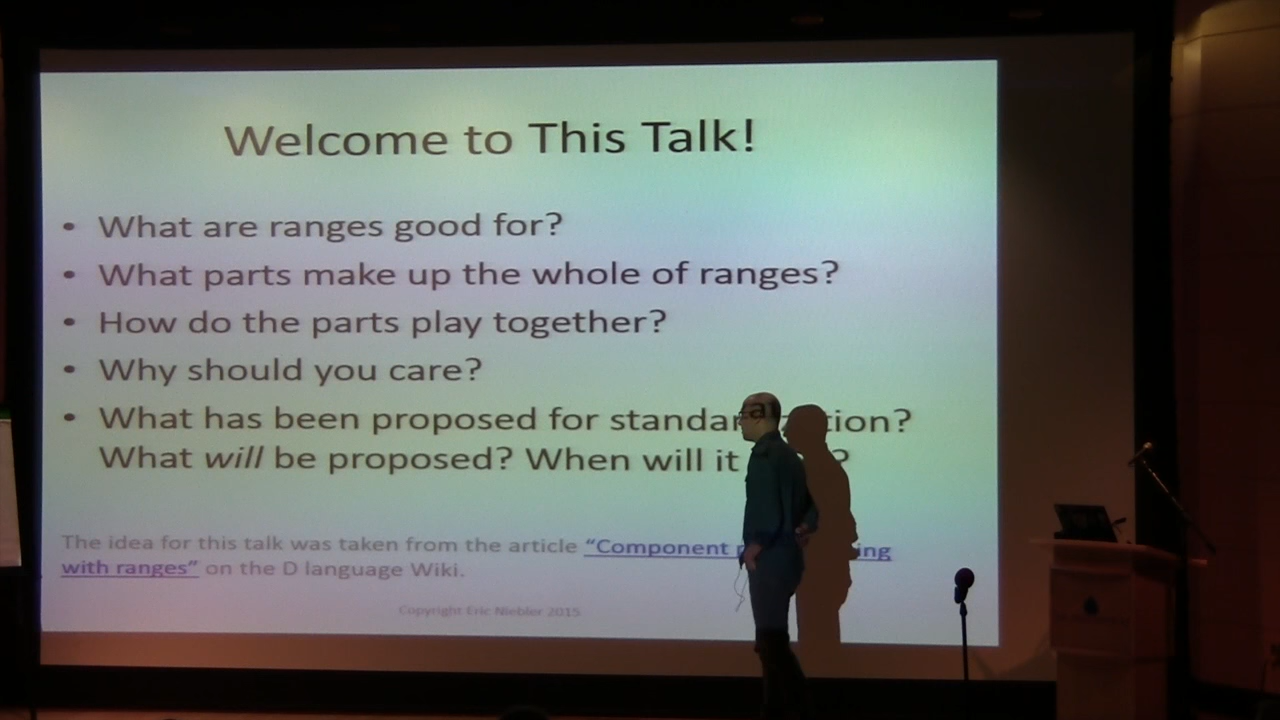 Welcome to This Talk!
• What are ranges good for?
• What parts make up the whole of ranges?
• How do the parts play together?
• Why should you care?
• What has been proposed for standardization?
What will be proposed? When will it ?
The idea for this talk was taken from the article “Component ing
with ranges” on the D language Wiki.
Copyright Eric Niebler 2015